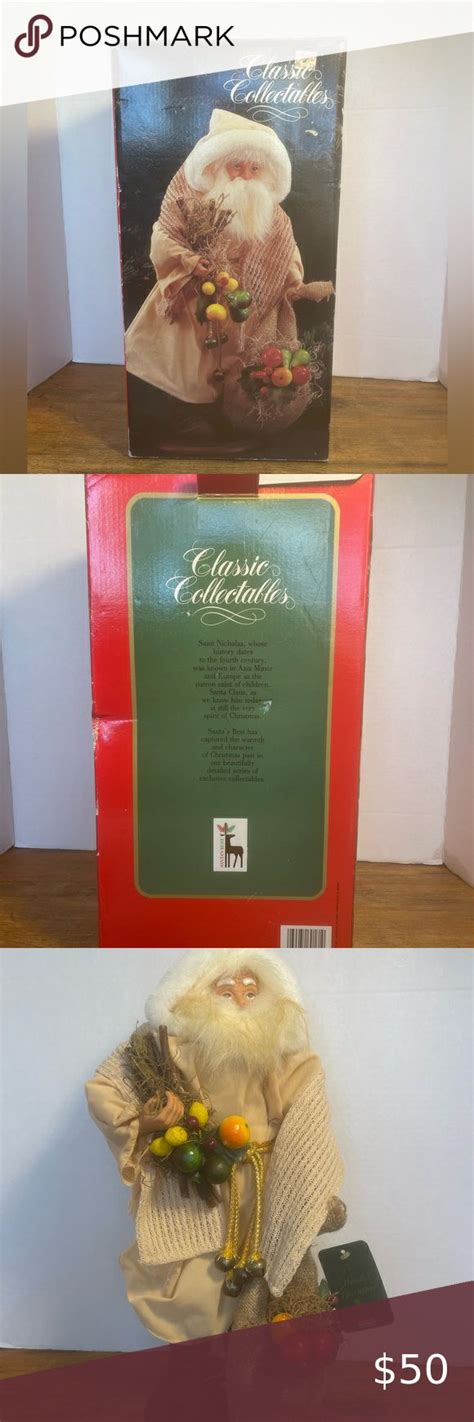 POSHMARK
Classic
Collectables
Classic
Collectables
Saint Nicholas, whose
history dates
to the fourth century,
was known in Asia Minor
and Europe as the
patron saint of children.
Santa Claus, as
we know him today,
is still the very
spirit of Christmas.
Santa's Best has
captured the warmth
and character
of Christmas past in
our beautifully
detailed series of
exclusive collectables.
$50